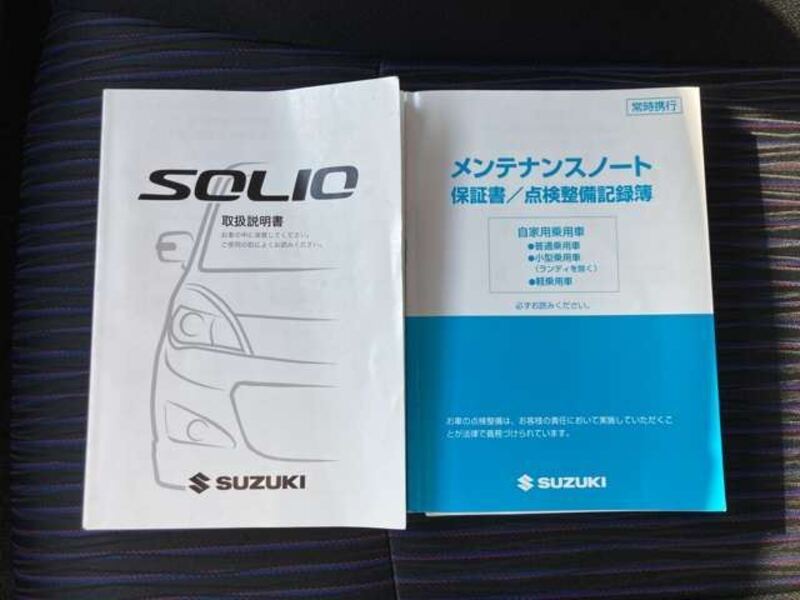 SOLIO
取扱説明書
お車の中に保管してください。
ご使用の前によくお読みください。
SUZUKI
常時携行
メンテナンスノート
保証書/点検整備記録簿
自家用乗用車
●普通乗用車
●小型乗用車
(ランディを除く)
●軽乗用車
必ずお読みください。
お車の点検整備は、お客様の責任において実施していただくこ
とが法律で義務づけられています。
SUZUKI